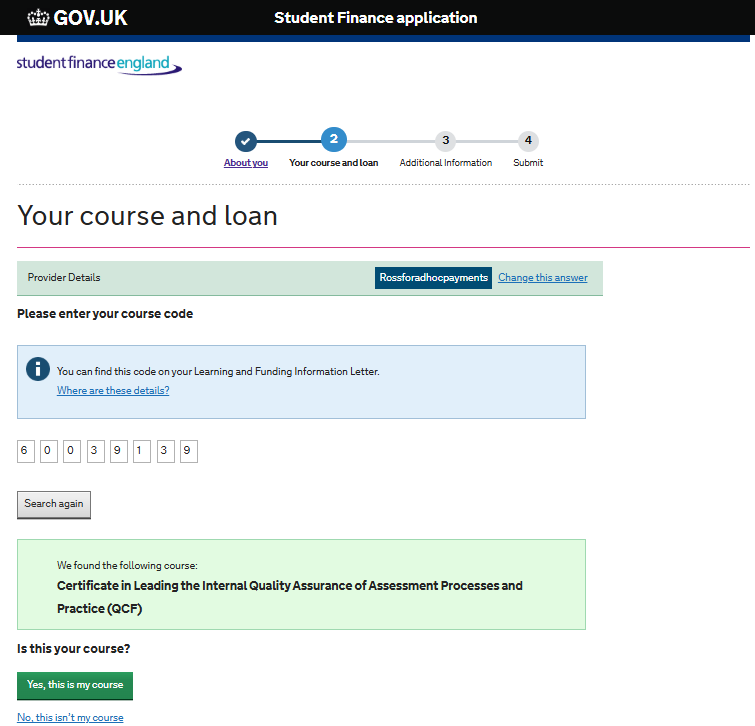 GOV.UK
Student Finance application
student finance england
2
3
4
About you
Your course and loan
Additional Information
Submit
Your course and loan
Provider Details
Rossforadhocpayments
Change this answer
Please enter your course code
You can find this code on your Learning and Funding Information Letter.
Where are these details?
6 0 0 3 9 1 3 9
Search again
We found the following course:
Certificate in Leading the Internal Quality Assurance of Assessment Processes and
Practice (QCF)
Is this your course?
Yes, this is my course
No, this isn't my course